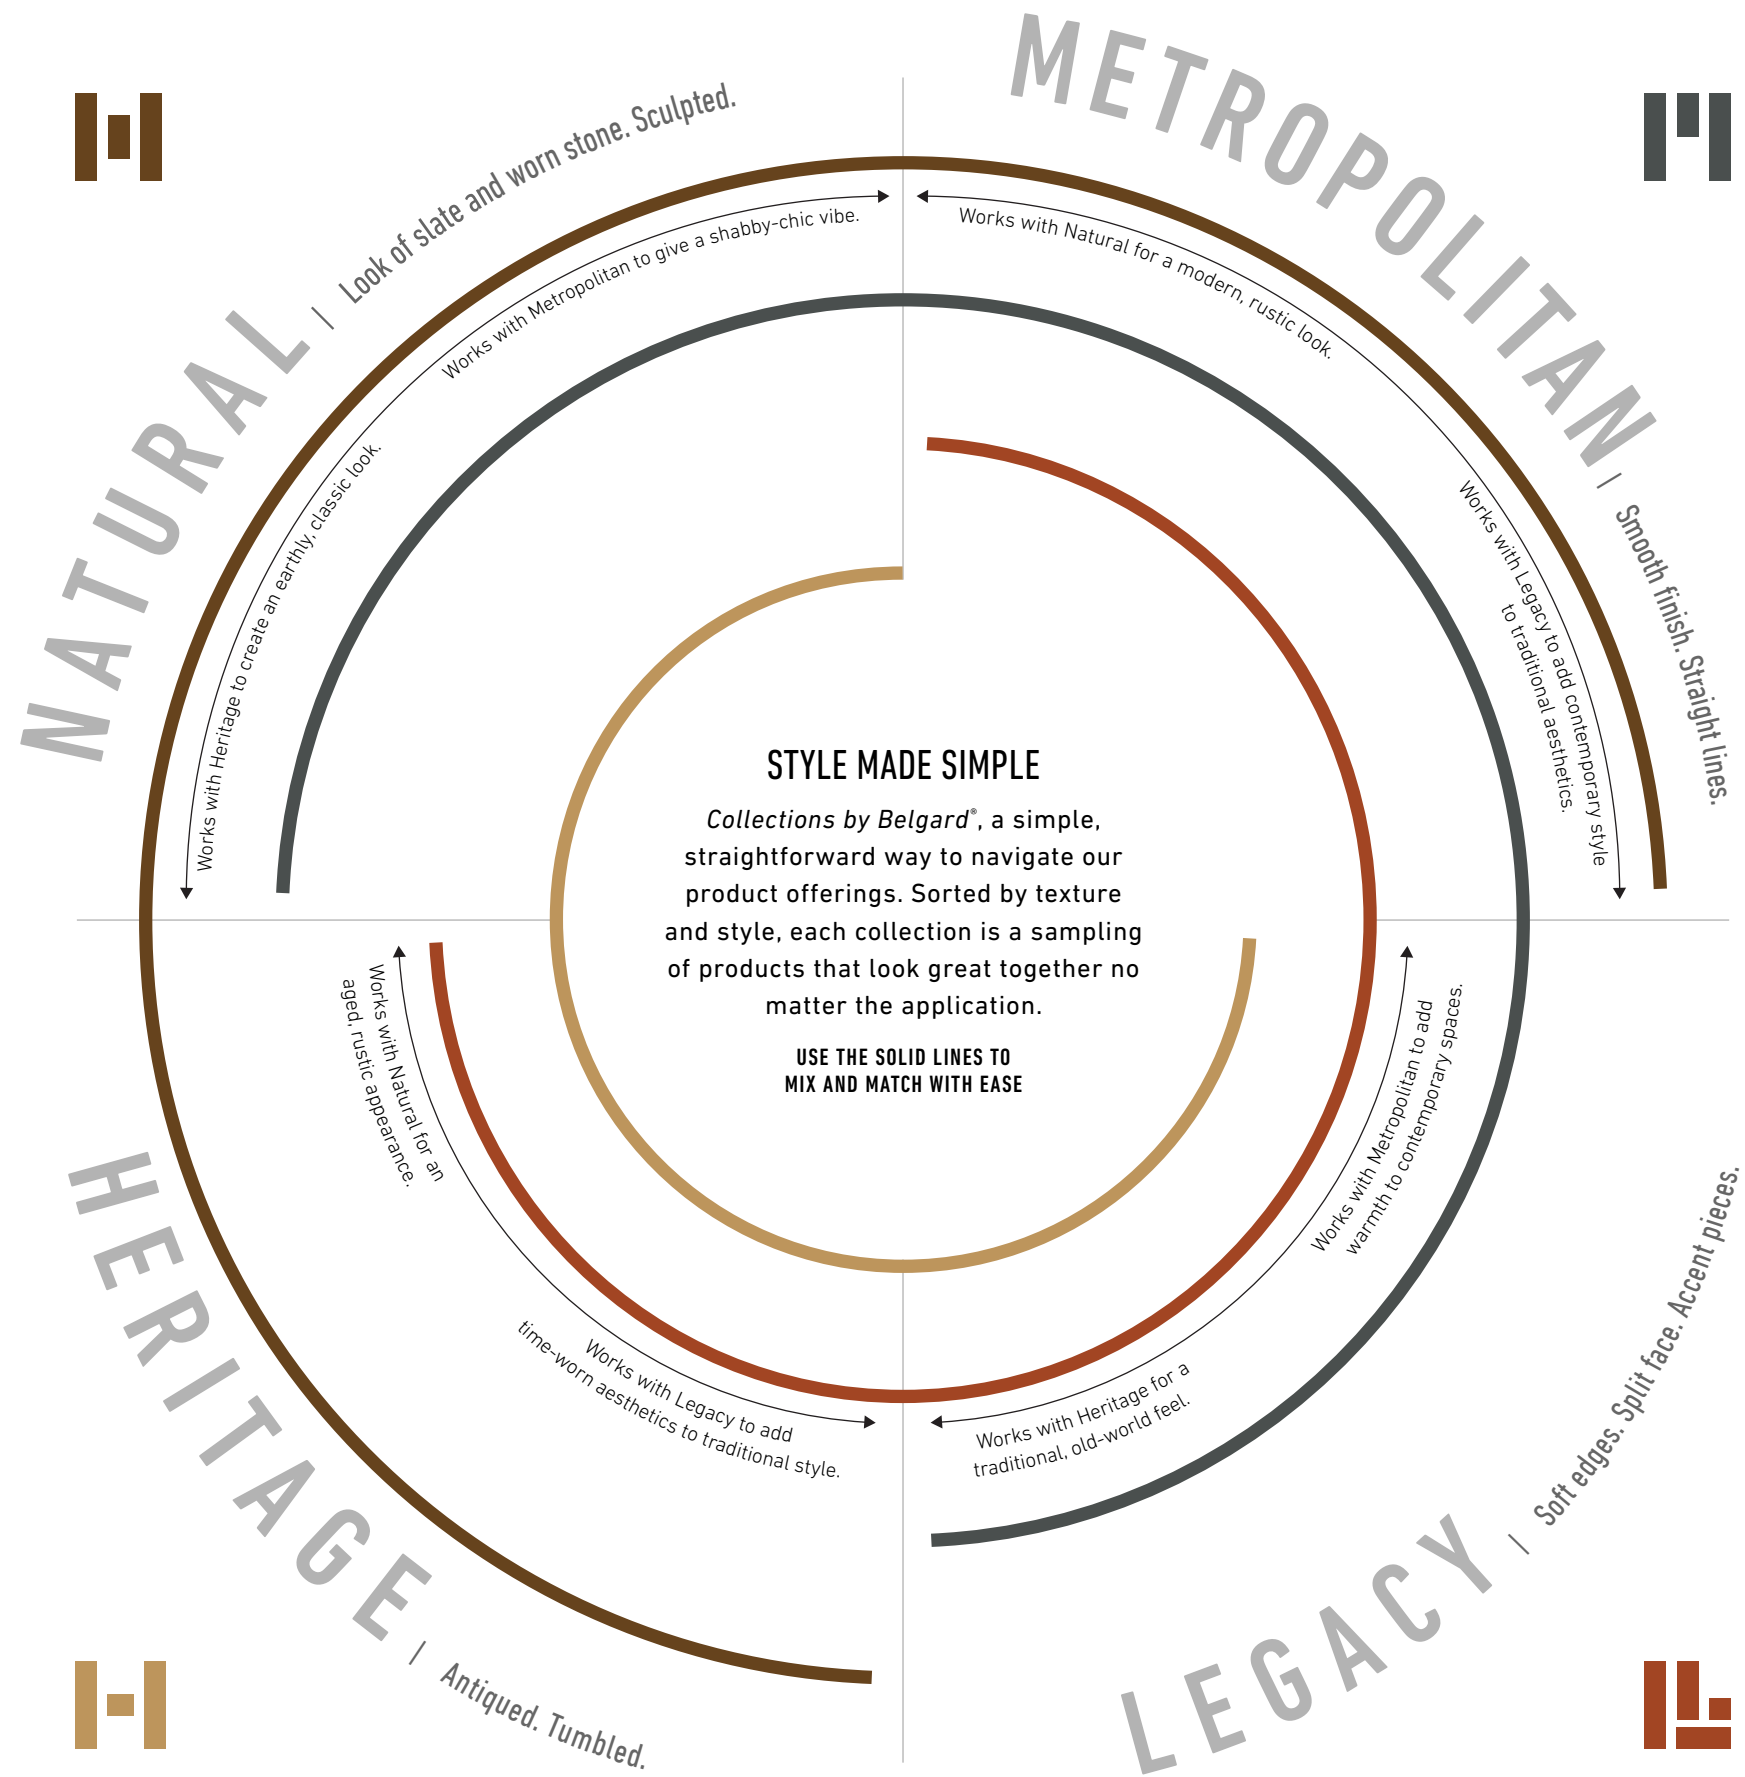 NATURAL | Look of slate and worn stone. Sculpted.
METROPOLITAN | Smooth finish. Straight lines.
Works with Metropolitan to give a shabby-chic vibe.
Works with Heritage to create an earthly, classic look.
Works with Natural for a modern, rustic look.
Works with Legacy to add contemporary style
to traditional aesthetics.
STYLE MADE SIMPLE
Collections by Belgard®, a simple,
straightforward way to navigate our
product offerings. Sorted by texture
and style, each collection is a sampling
of products that look great together no
matter the application.
USE THE SOLID LINES TO
MIX AND MATCH WITH EASE
Works with Natural for an
aged, rustic appearance.
Works with Legacy to add
time-worn aesthetics to traditional style.
Works with Metropolitan to add
warmth to contemporary spaces.
Works with Heritage for a
traditional, old-world feel.
HERITAGE | Antiqued. Tumbled.
LEGACY | Soft edges. Split face. Accent pieces.